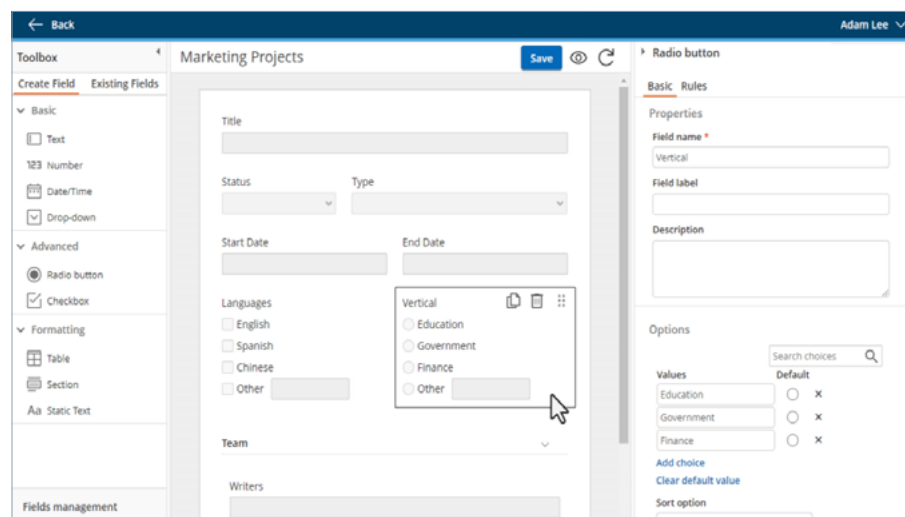 Back
Adam Lee
Toolbox
Create Field Existing Fields
Basic
Text
123 Number
Date/Time
Drop-down
Advanced
Radio button
Checkbox
Formatting
Table
Section
Aa Static Text
Fields management
Marketing Projects
Save
Title
Status Type
Start Date End Date
Languages
English
Spanish
Chinese
Other
Vertical
Education
Government
Finance
Other
Team
Writers
Radio button
Basic Rules
Properties
Field name *
Vertical
Field label
Description
Options
Search choices
Values Default
Education
Government
Finance
Add choice
Clear default value
Sort option